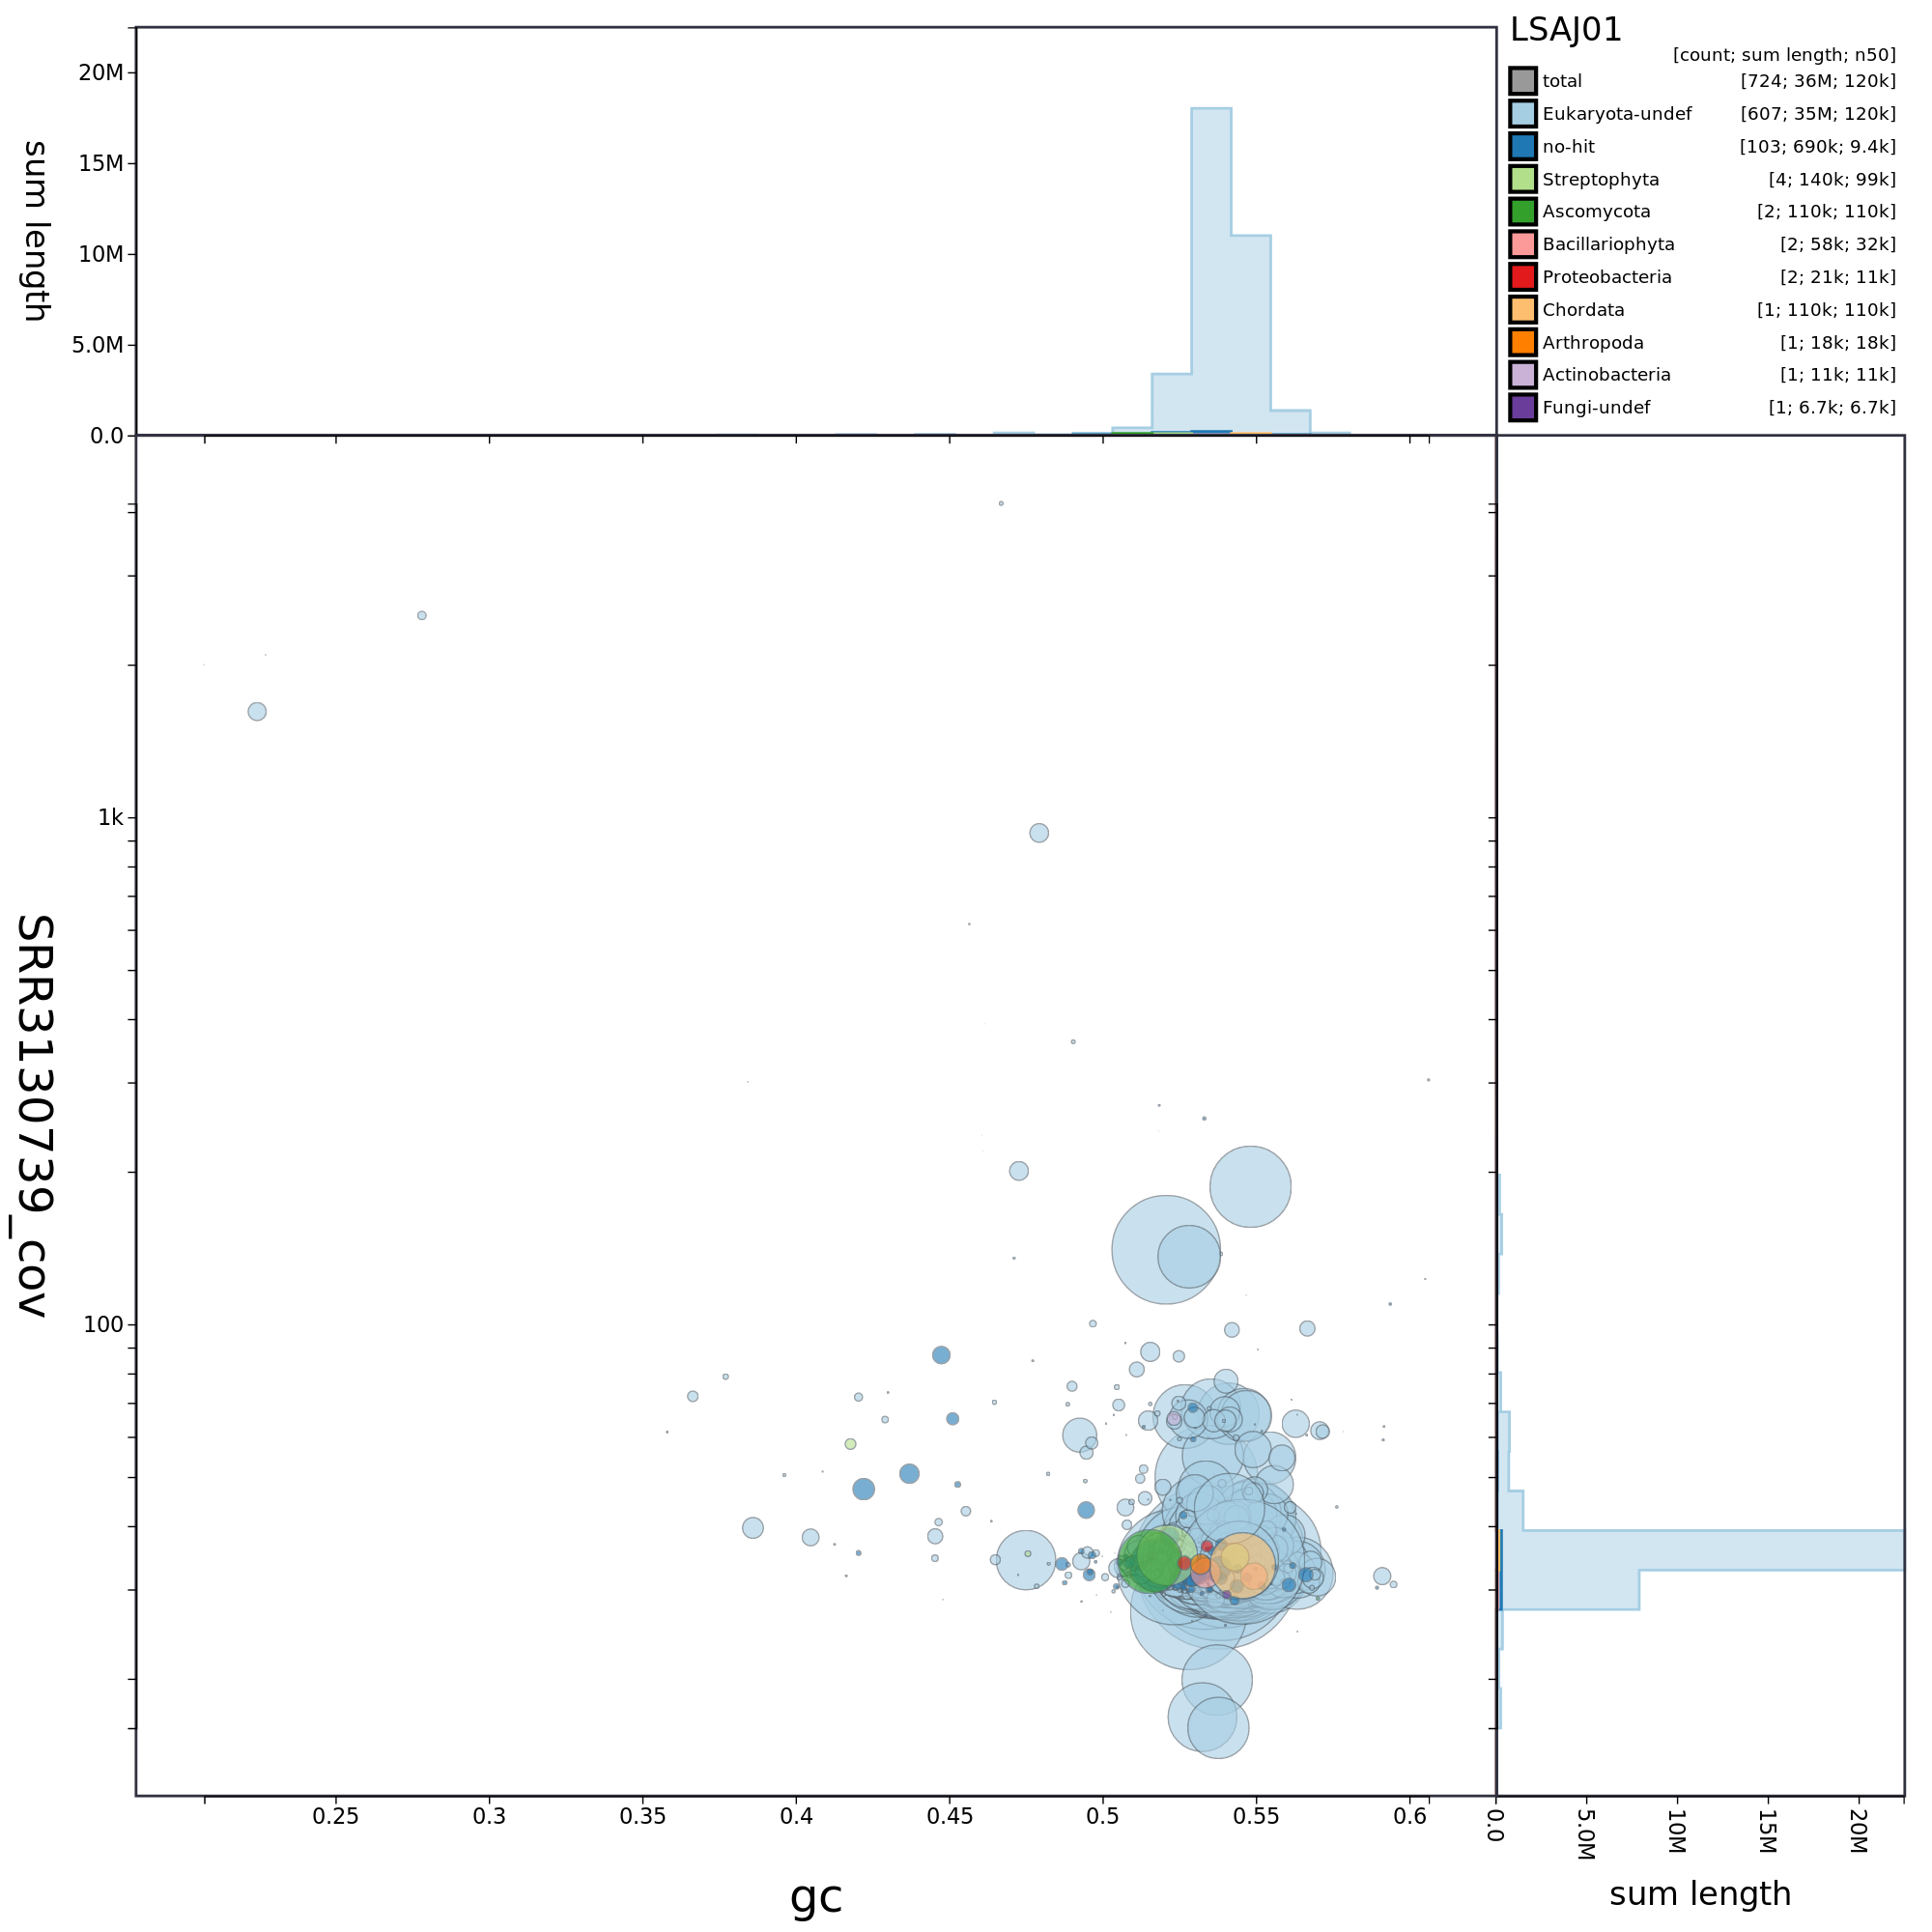 LSAJ01
[count; sum length; n50]
total [724; 36M; 120k]
Eukaryota-undef [607; 35M; 120k]
no-hit [103; 690k; 9.4k]
Streptophyta [4; 140k; 99k]
Ascomycota [2; 110k; 110k]
Bacillariophyta [2; 58k; 32k]
Proteobacteria [2; 21k; 11k]
Chordata [1; 110k; 110k]
Arthropoda [1; 18k; 18k]
Actinobacteria [1; 11k; 11k]
Fungi-undef [1; 6.7k; 6.7k]
sum length
20M
15M
10M
5.0M
0.0
SRR3130739_cov
1k
100
0.25 0.3 0.35 0.4 0.45 0.5 0.55 0.6
gc
0.0 5.0M 10M 15M 20M
sum length